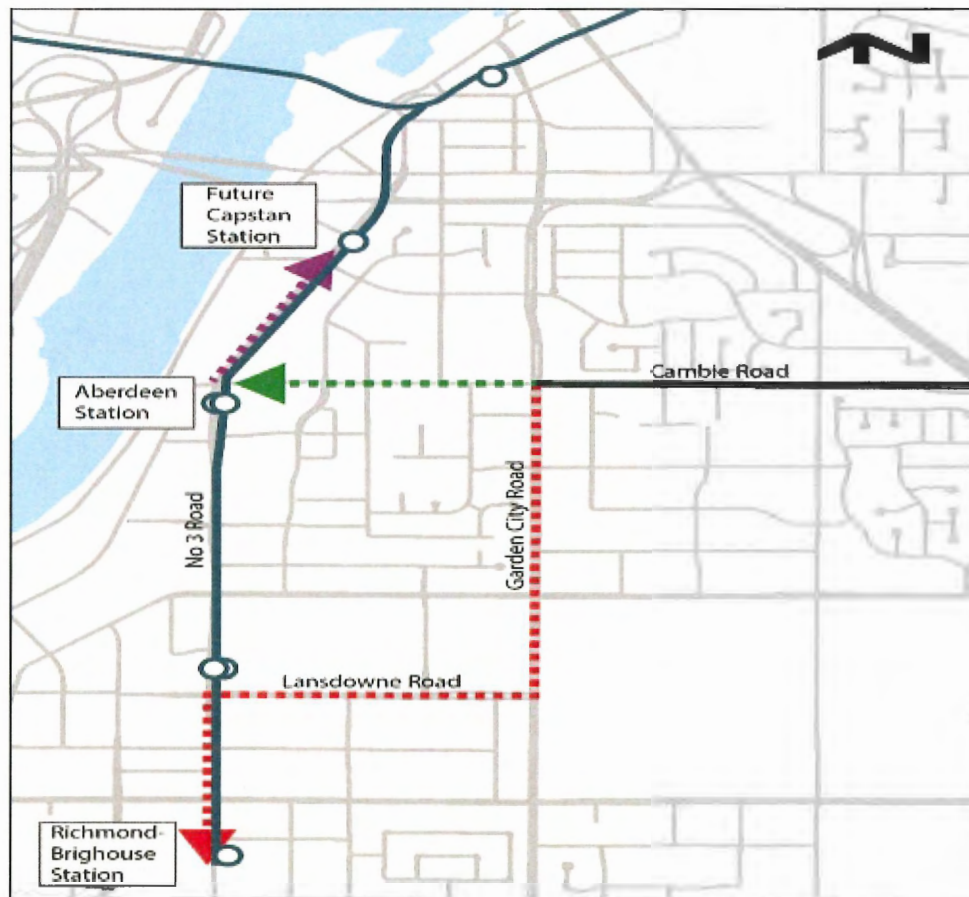 N
Future
Capstan
Station
Cambie Road
Aberdeen
Station
No 3 Road
Garden City Road
Lansdowne Road
Richmond-
Brighouse
Station